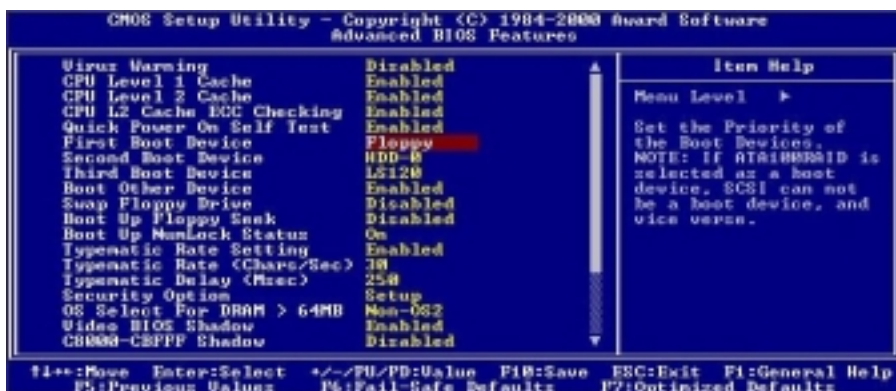 CMOS Setup Utility - Copyright (C) 1984-2000 Award Software
Advanced BIOS Features
Virus Warning Disabled
CPU Level 1 Cache Enabled
CPU Level 2 Cache Enabled
CPU L2 Cache ECC Checking Enabled
Quick Power On Self Test Enabled
First Boot Device Floppy
Second Boot Device HDD-0
Third Boot Device LS120
Boot Other Device Enabled
Swap Floppy Drive Disabled
Boot Up Floppy Seek Disabled
Boot Up NumLock Status On
Typematic Rate Setting Enabled
Typematic Rate (Chars/Sec) 30
Typematic Delay (Msec) 250
Security Option Setup
OS Select For DRAM > 64MB Non-OS2
Video BIOS Shadow Enabled
C8000-CBFFF Shadow Disabled
Item Help
Menu Level ►
Set the Priority of
the Boot Devices.
NOTE: If ATA100RAID is
selected as a boot
device, SCSI can not
be a boot device, and
vice verse.
↑↓→←:Move Enter:Select +/-/PU/PD:Value F10:Save ESC:Exit F1:General Help
F5:Previous Values F6:Fail-Safe Defaults F7:Optimized Defaults